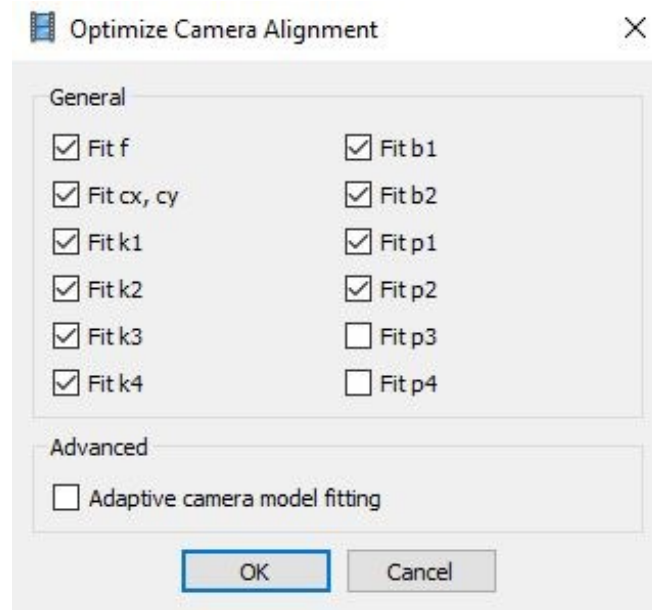 Optimize Camera Alignment
General
Fit f
Fit b1
Fit cx, cy
Fit b2
Fit k1
Fit p1
Fit k2
Fit p2
Fit k3
Fit p3
Fit k4
Fit p4
Advanced
Adaptive camera model fitting
OK
Cancel